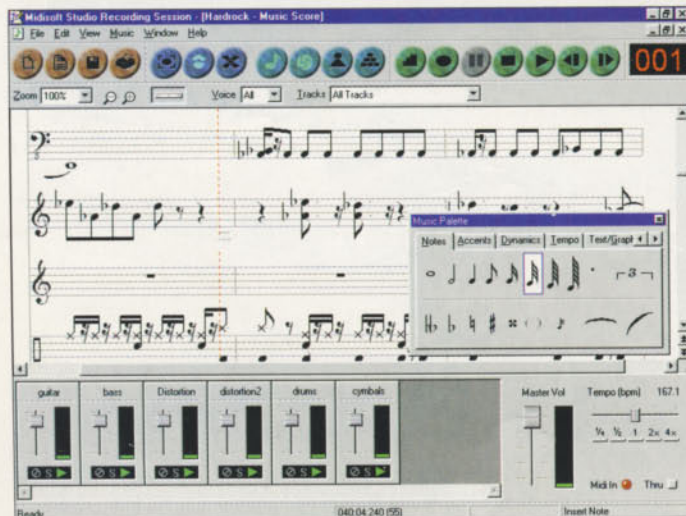 Midisoft Studio Recording Session - [Hardrock - Music Score]
File Edit View Music Window Help
001
Zoom 100% Voice All Tracks All Tracks
Music Palette
Notes Accents Dynamics Tempo Text/Graph
3
guitar bass Distortion distortion2 drums cymbals Master Vol Tempo (bpm) 167.1
¼ ½ 1 2x 4x
S S S S S S
Midi In Thru
Ready 040:04:240 (55) Insert Note